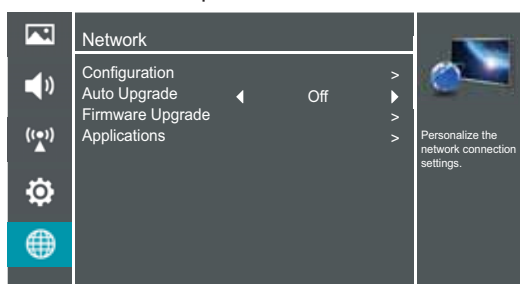 Network
Configuration >
Auto Upgrade Off
Firmware Upgrade >
Applications >
Personalize the
network connection
settings.